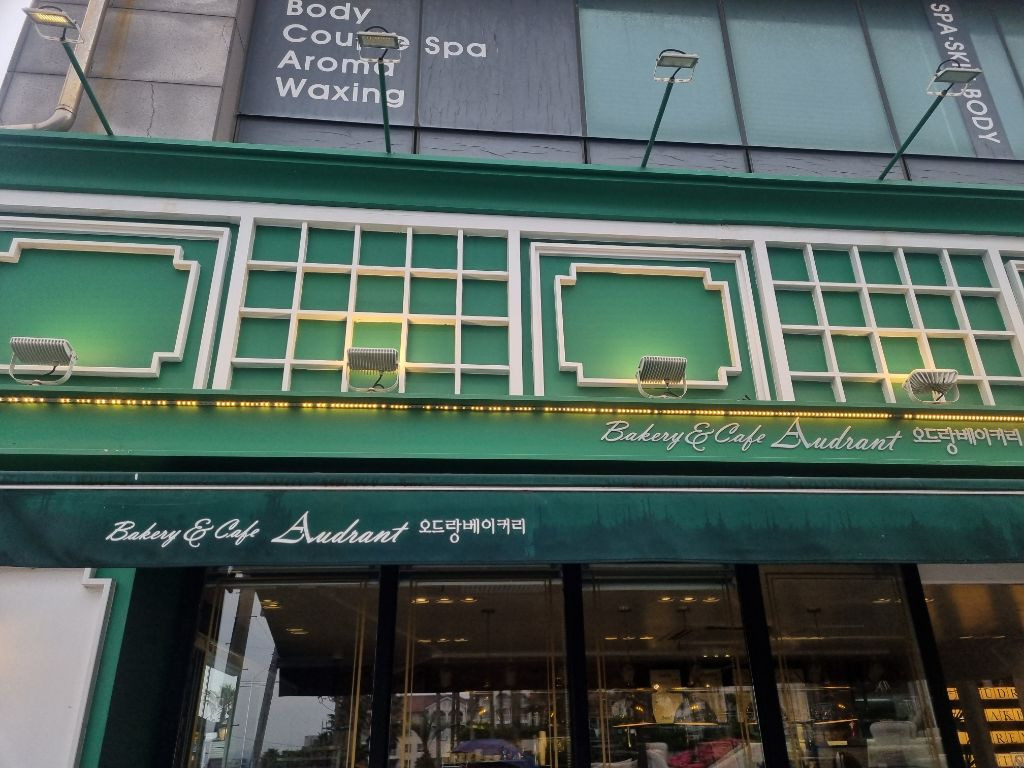 Body
Couple Spa
Aroma
Waxing
SPA·SKIN·BODY
Bakery & Cafe Audrant 오드랑베이커리
Bakery & Cafe Audrant 오드랑베이커리